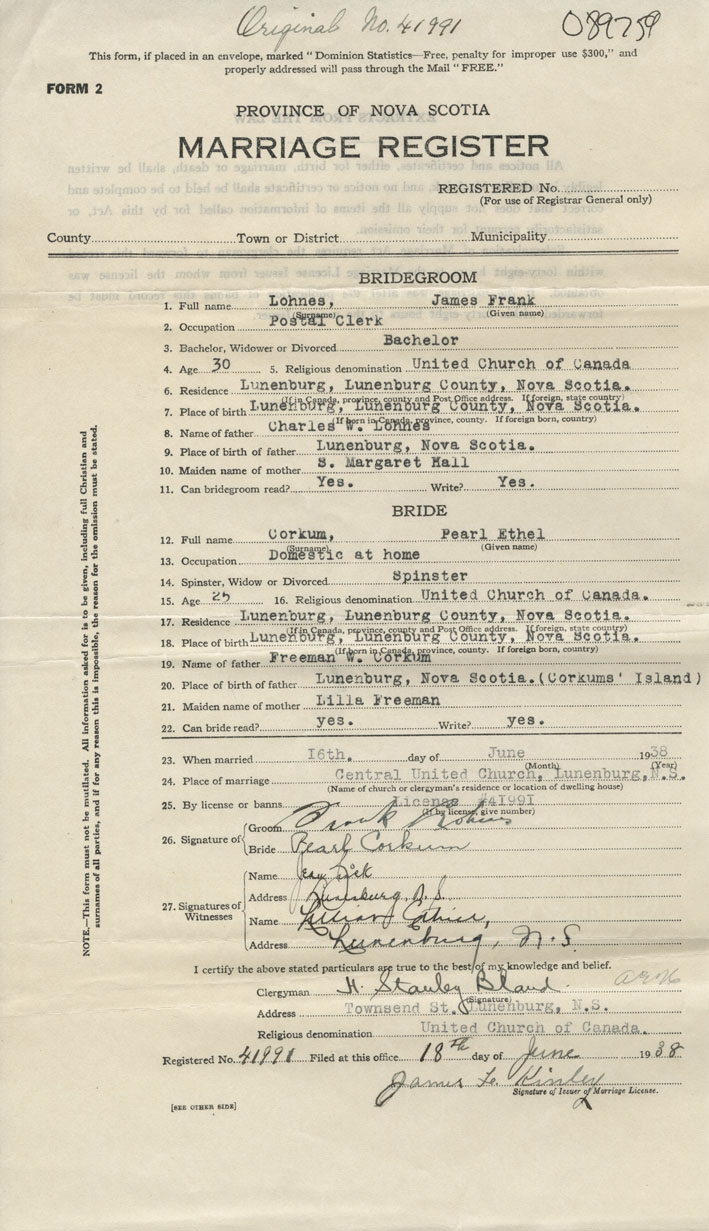 Original No. 41991
089759
This form, if placed in an envelope, marked " Dominion Statistics—Free, penalty for improper use $300," and
properly addressed will pass through the Mail " FREE."
FORM 2
PROVINCE OF NOVA SCOTIA
MARRIAGE REGISTER
REGISTERED No.
(For use of Registrar General only)
County Town or District Municipality
BRIDEGROOM
1. Full name Lohnes, James Frank
(Surname) (Given name)
2. Occupation Postal Clerk
3. Bachelor, Widower or Divorced Bachelor
4. Age 30 5. Religious denomination United Church of Canada
6. Residence Lunenburg, Lunenburg County, Nova Scotia.
(If in Canada, province, county and Post Office address. If foreign, state country)
7. Place of birth Lunenburg, Lunenburg County, Nova Scotia.
(If born in Canada, province, county. If foreign born, country)
8. Name of father Charles W. Lohnes
9. Place of birth of father Lunenburg, Nova Scotia.
10. Maiden name of mother S. Margaret Hall
11. Can bridegroom read? Yes. Write? Yes.
BRIDE
12. Full name Corkum, Pearl Ethel
(Surname) (Given name)
13. Occupation Domestic at home
14. Spinster, Widow or Divorced Spinster
15. Age 25 16. Religious denomination United Church of Canada.
17. Residence Lunenburg, Lunenburg County, Nova Scotia.
(If in Canada, province, county and Post Office address. If foreign, state country)
18. Place of birth Lunenburg, Lunenburg County, Nova Scotia.
(If born in Canada, province, county. If foreign born, country)
19. Name of father Freeman W. Corkum
20. Place of birth of father Lunenburg, Nova Scotia.(Corkums' Island)
21. Maiden name of mother Lilla Freeman
22. Can bride read? yes. Write? yes.
23. When married 16th. day of June 1938
(Month) (Year)
24. Place of marriage Central United Church, Lunenburg,N.S.
(Name of church or clergyman's residence or location of dwelling house)
25. By license or banns License #41991
(If by license, give number)
26. Signature of
Groom Frank Lohnes
Bride Pearl Corkum
27. Signatures of Witnesses
Name Jean
Address Lunenburg, N.S.
Name
Address Lunenburg, N.S.
I certify the above stated particulars are true to the best of my knowledge and belief.
Clergyman H. Stanley Bland.
(Signature)
Address Townsend St. Lunenburg, N.S.
Religious denomination United Church of Canada.
Registered No. 41991 Filed at this office 18th day of June 1938
James L. Kinley
Signature of Issuer of Marriage License.
[SEE OTHER SIDE]
NOTE.—This form must not be mutilated. All information asked for is to be given, including full Christian and
surnames of all parties, and if for any reason this is impossible, the reason for the omission must be stated.